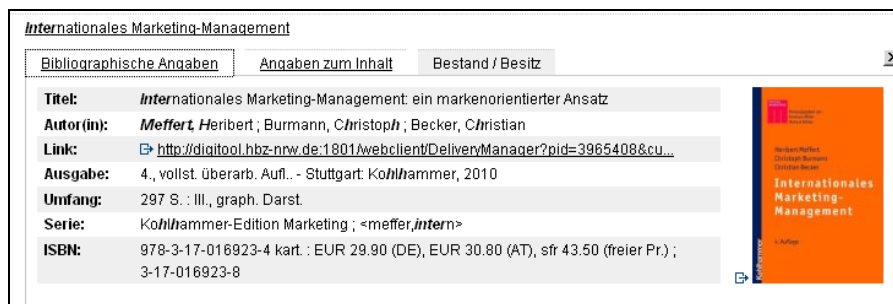 Internationales Marketing-Management
Bibliographische Angaben Angaben zum Inhalt Bestand / Besitz
Titel: Internationales Marketing-Management: ein markenorientierter Ansatz
Autor(in): Meffert, Heribert ; Burmann, Christoph ; Becker, Christian
Link: http://digitool.hbz-nrw.de:1801/webclient/DeliveryManager?pid=3965408&cu...
Ausgabe: 4., vollst. überarb. Aufl.. - Stuttgart: Kohlhammer, 2010
Umfang: 297 S. : Ill., graph. Darst.
Serie: Kohlhammer-Edition Marketing ; <meffer,intern>
ISBN: 978-3-17-016923-4 kart. : EUR 29.90 (DE), EUR 30.80 (AT), sfr 43.50 (freier Pr.) ;
3-17-016923-8
Heribert Meffert
Christoph Burmann
Christian Becker
Internationales
Marketing-
Management
4. Auflage
Kohlhammer